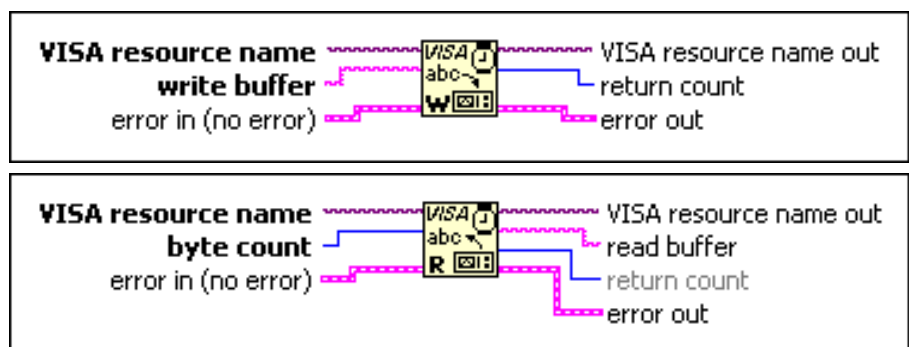 VISA resource name VISA VISA resource name out
write buffer abc return count
error in (no error) W error out
VISA resource name VISA VISA resource name out
byte count abc read buffer
error in (no error) R return count
error out